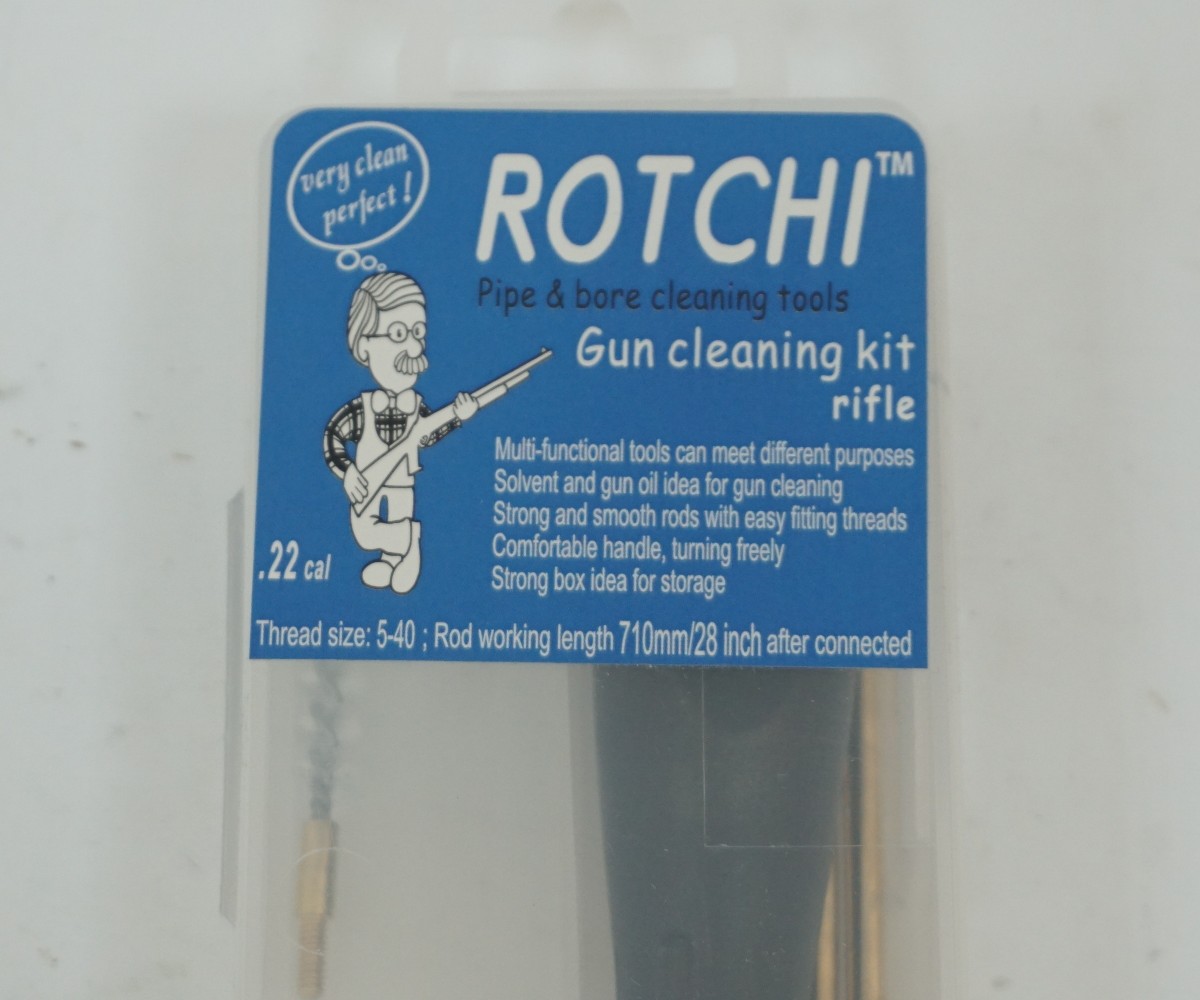 very clean
perfect !
ROTCHI™
Pipe & bore cleaning tools
Gun cleaning kit
rifle
Multi-functional tools can meet different purposes
Solvent and gun oil idea for gun cleaning
Strong and smooth rods with easy fitting threads
Comfortable handle, turning freely
Strong box idea for storage
.22 cal
Thread size: 5-40 ; Rod working length 710mm/28 inch after connected